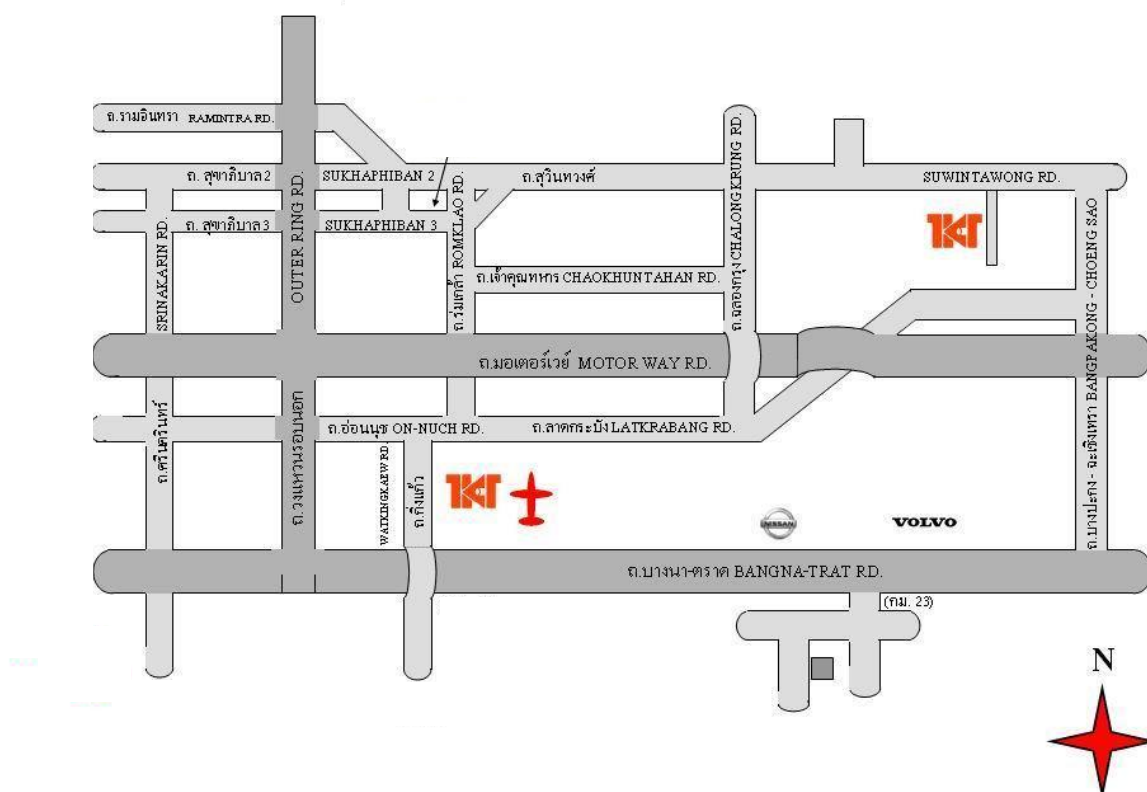 ถ.รามอินทรา RAMINTRA RD.
ถ. สุขาภิบาล2 SUKHAPHIBAN 2 ถ.สุวินทวงศ์ SUWINTAWONG RD.
ถ. สุขาภิบาล3 SUKHAPHIBAN 3
OUTER RING RD.
ถ.วงแหวนรอบนอก
SRINAKARIN RD.
ถ.ศรีนครินทร์
ถ.ร่มเกล้า ROMKLAO RD.
ถ.เจ้าคุณทหาร CHAOKHUNTAHAN RD.
ถ.ฉลองกรุง CHALONGKRUNG RD.
TKT
ถ.บางปะกง - ฉะเชิงเทรา BANGPAKONG - CHOENG SAO
ถ.มอเตอร์เวย์ MOTOR WAY RD.
ถ.อ่อนนุช ON-NUCH RD. ถ.ลาดกระบัง LATKRABANG RD.
WATKINGKAEW RD.
ถ.กิ่งแก้ว
TKT
NISSAN
VOLVO
ถ.บางนา-ตราด BANGNA-TRAT RD.
(กม. 23)
N